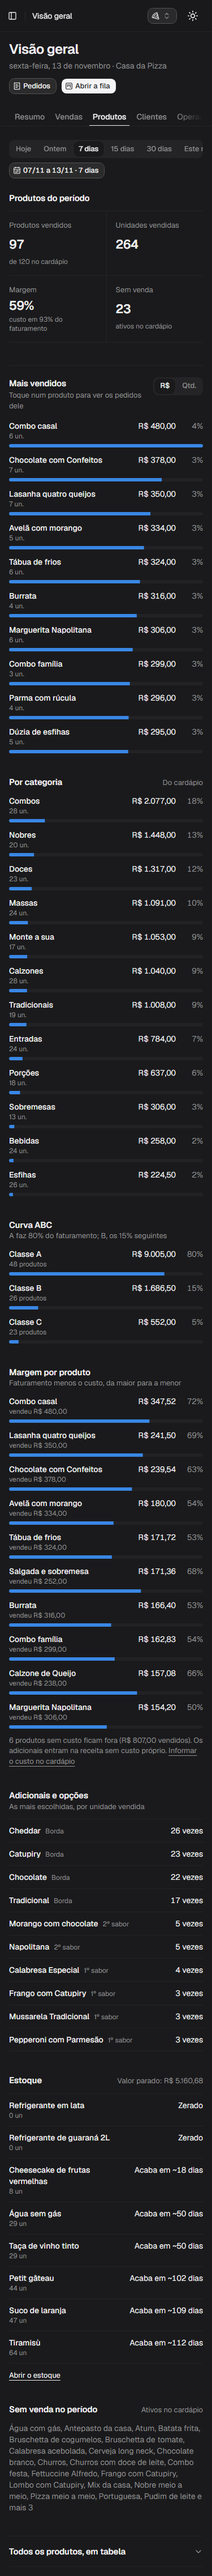 Visão geral
Visão geral
sexta-feira, 13 de novembro · Casa da Pizza
Pedidos
Abrir a fila
Resumo Vendas Produtos Clientes Opera
Hoje Ontem 7 dias 15 dias 30 dias Este
07/11 a 13/11 · 7 dias
Produtos do período
Produtos vendidos Unidades vendidas
97 264
de 120 no cardápio
Margem Sem venda
59% 23
custo em 93% do faturamento
ativos no cardápio
Mais vendidos R$ Qtd.
Toque num produto para ver os pedidos dele
Combo casal R$ 480,00 4%
6 un.
Chocolate com Confeitos R$ 378,00 3%
7 un.
Lasanha quatro queijos R$ 350,00 3%
7 un.
Avelã com morango R$ 334,00 3%
5 un.
Tábua de frios R$ 324,00 3%
6 un.
Burrata R$ 316,00 3%
4 un.
Marguerita Napolitana R$ 306,00 3%
6 un.
Combo família R$ 299,00 3%
3 un.
Parma com rúcula R$ 296,00 3%
4 un.
Dúzia de esfihas R$ 295,00 3%
5 un.
Por categoria Do cardápio
Combos R$ 2.077,00 18%
28 un.
Nobres R$ 1.448,00 13%
20 un.
Doces R$ 1.317,00 12%
23 un.
Massas R$ 1.091,00 10%
24 un.
Monte a sua R$ 1.053,00 9%
17 un.
Calzones R$ 1.040,00 9%
28 un.
Tradicionais R$ 1.008,00 9%
19 un.
Entradas R$ 784,00 7%
24 un.
Porções R$ 637,00 6%
18 un.
Sobremesas R$ 306,00 3%
13 un.
Bebidas R$ 258,00 2%
24 un.
Esfihas R$ 224,50 2%
26 un.
Curva ABC
A faz 80% do faturamento; B, os 15% seguintes
Classe A R$ 9.005,00 80%
48 produtos
Classe B R$ 1.686,50 15%
26 produtos
Classe C R$ 552,00 5%
23 produtos
Margem por produto
Faturamento menos o custo, da maior para a menor
Combo casal R$ 347,52 72%
vendeu R$ 480,00
Lasanha quatro queijos R$ 241,50 69%
vendeu R$ 350,00
Chocolate com Confeitos R$ 239,54 63%
vendeu R$ 378,00
Avelã com morango R$ 180,00 54%
vendeu R$ 334,00
Tábua de frios R$ 171,72 53%
vendeu R$ 324,00
Salgada e sobremesa R$ 171,36 68%
vendeu R$ 252,00
Burrata R$ 166,40 53%
vendeu R$ 316,00
Combo família R$ 162,83 54%
vendeu R$ 299,00
Calzone de Queijo R$ 157,08 66%
vendeu R$ 238,00
Marguerita Napolitana R$ 154,20 50%
vendeu R$ 306,00
6 produtos sem custo ficam fora (R$ 807,00 vendidos). Os
adicionais entram na receita sem custo próprio. Informar
o custo no cardápio
Adicionais e opções
As mais escolhidas, por unidade vendida
Cheddar Borda 26 vezes
Catupiry Borda 23 vezes
Chocolate Borda 22 vezes
Tradicional Borda 17 vezes
Morango com chocolate 2º sabor 5 vezes
Napolitana 2º sabor 5 vezes
Calabresa Especial 1º sabor 4 vezes
Frango com Catupiry 1º sabor 3 vezes
Mussarela Tradicional 1º sabor 3 vezes
Pepperoni com Parmesão 1º sabor 3 vezes
Estoque Valor parado: R$ 5.160,68
Refrigerante em lata Zerado
0 un
Refrigerante de guaraná 2L Zerado
0 un
Cheesecake de frutas vermelhas Acaba em ~18 dias
8 un
Água sem gás Acaba em ~50 dias
29 un
Taça de vinho tinto Acaba em ~50 dias
29 un
Petit gâteau Acaba em ~102 dias
44 un
Suco de laranja Acaba em ~109 dias
47 un
Tiramisù Acaba em ~112 dias
64 un
Abrir o estoque
Sem venda no período Ativos no cardápio
Água com gás, Antepasto da casa, Atum, Batata frita,
Bruschetta de cogumelos, Bruschetta de tomate,
Calabresa acebolada, Cerveja long neck, Chocolate
branco, Churros, Churros com doce de leite, Combo
festa, Fettuccine Alfredo, Frango com Catupiry,
Lombo com Catupiry, Mix da casa, Nobre meio a
meio, Pizza meio a meio, Portuguesa, Pudim de leite e
mais 3
Todos os produtos, em tabela